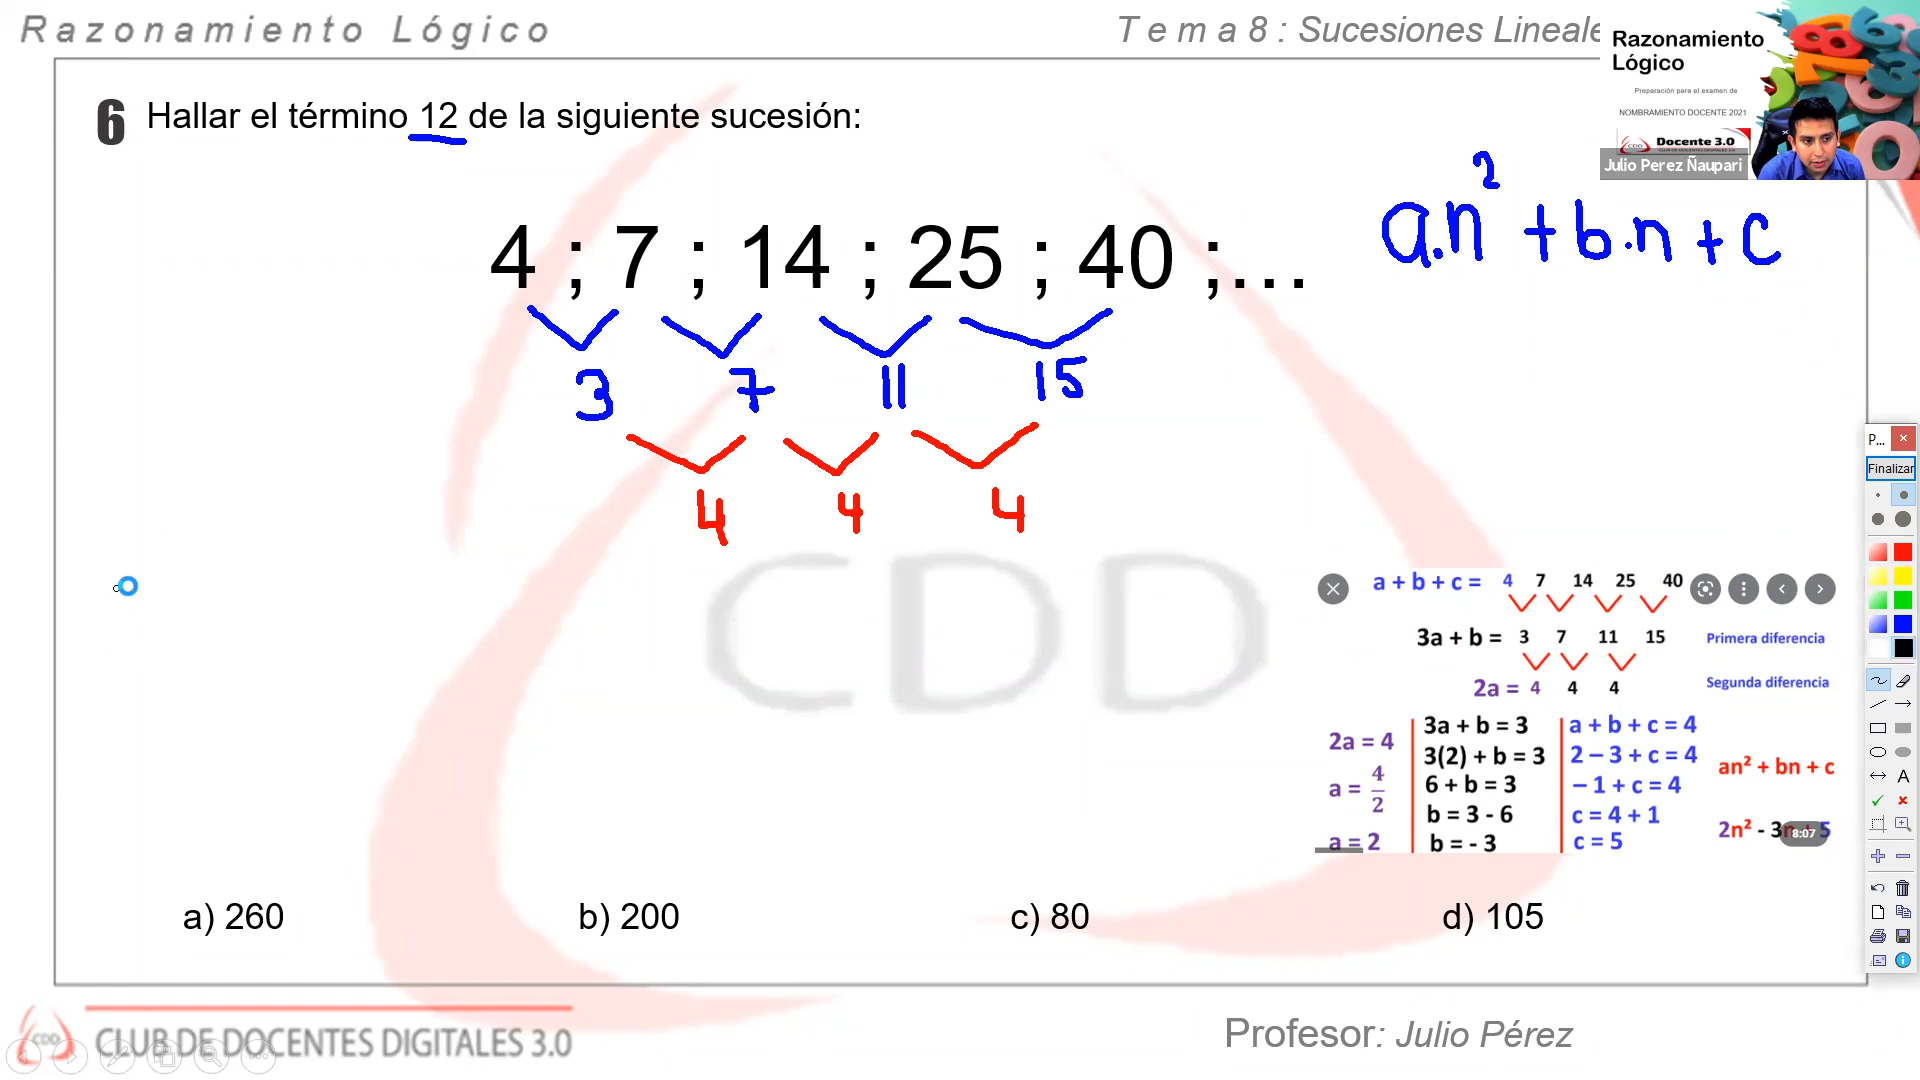 Razonamiento Lógico
Tema8: Sucesiones Lineale
Razonamiento
Lógico
Preparación para el examen de
NOMBRAMIENTO DOCENTE 2021
Docente 3.0
Julio Perez Ñaupari
6 Hallar el término 12 de la siguiente sucesión:
a.n² + b.n + c
4 ; 7 ; 14 ; 25 ; 40 ;...
3 7 11 15
4 4 4
P...
Finalizar
CDD
a + b + c = 4 7 14 25 40
3a + b = 3 7 11 15 Primera diferencia
2a = 4 4 4 Segunda diferencia
2a = 4
a = 4/2
a = 2
3a + b = 3
3(2) + b = 3
6 + b = 3
b = 3 - 6
b = - 3
a + b + c = 4
2 – 3 + c = 4
– 1 + c = 4
c = 4 + 1
c = 5
an² + bn + c
2n² - 3n + 5
8:07
a) 260 b) 200 c) 80 d) 105
CDD
CLUB DE DOCENTES DIGITALES 3.0
Profesor: Julio Pérez